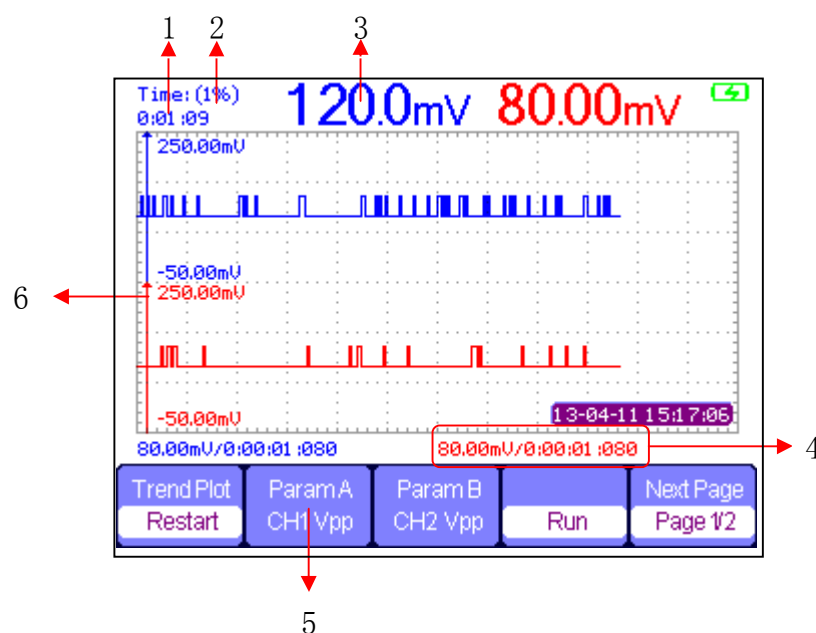 1 2 3
Time:(1%) 120.0mV 80.00mV
0:01:09
250.00mV
-50.00mV
6
250.00mV
-50.00mV
13-04-11 15:17:06
80.00mV/0:00:01:080 80.00mV/0:00:01:080
4
Trend Plot Param A Param B Next Page
Restart CH1 Vpp CH2 Vpp Run Page 1/2
5